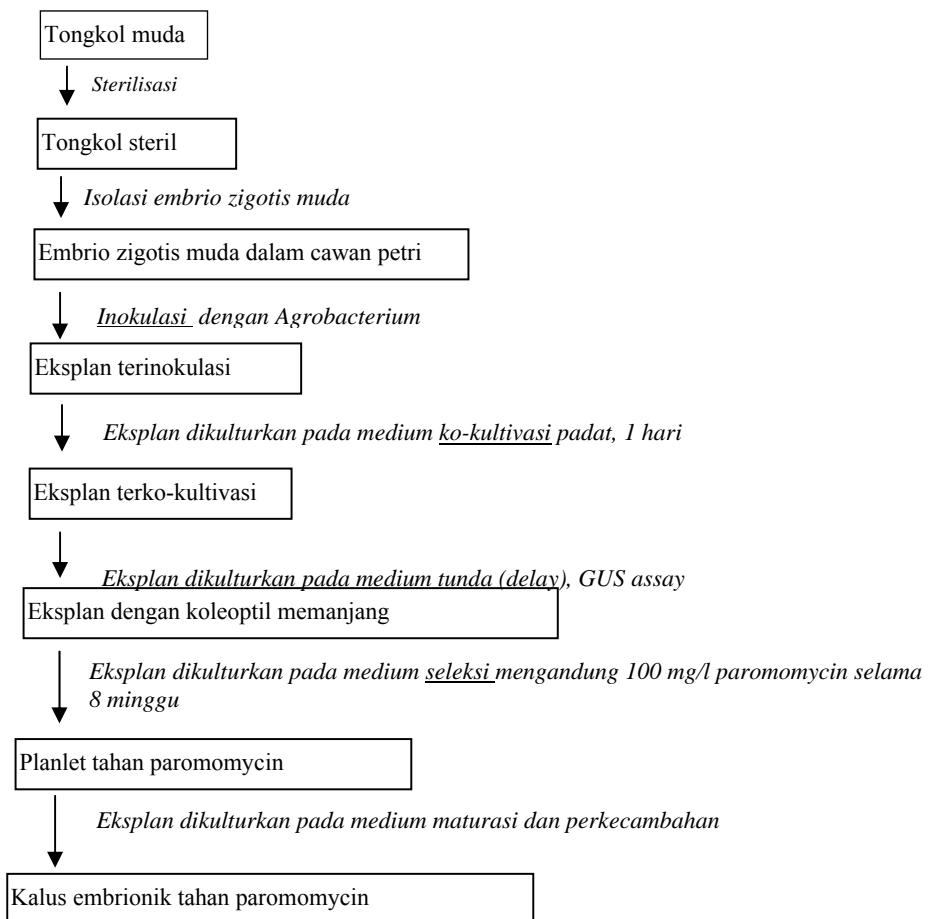 Tongkol muda
Sterilisasi
Tongkol steril
Isolasi embrio zigotis muda
Embrio zigotis muda dalam cawan petri
Inokulasi dengan Agrobacterium
Eksplan terinokulasi
Eksplan dikulturkan pada medium ko-kultivasi padat, 1 hari
Eksplan terko-kultivasi
Eksplan dikulturkan pada medium tunda (delay), GUS assay
Eksplan dengan koleoptil memanjang
Eksplan dikulturkan pada medium seleksi mengandung 100 mg/l paromomycin selama
8 minggu
Planlet tahan paromomycin
Eksplan dikulturkan pada medium maturasi dan perkecambahan
Kalus embrionik tahan paromomycin